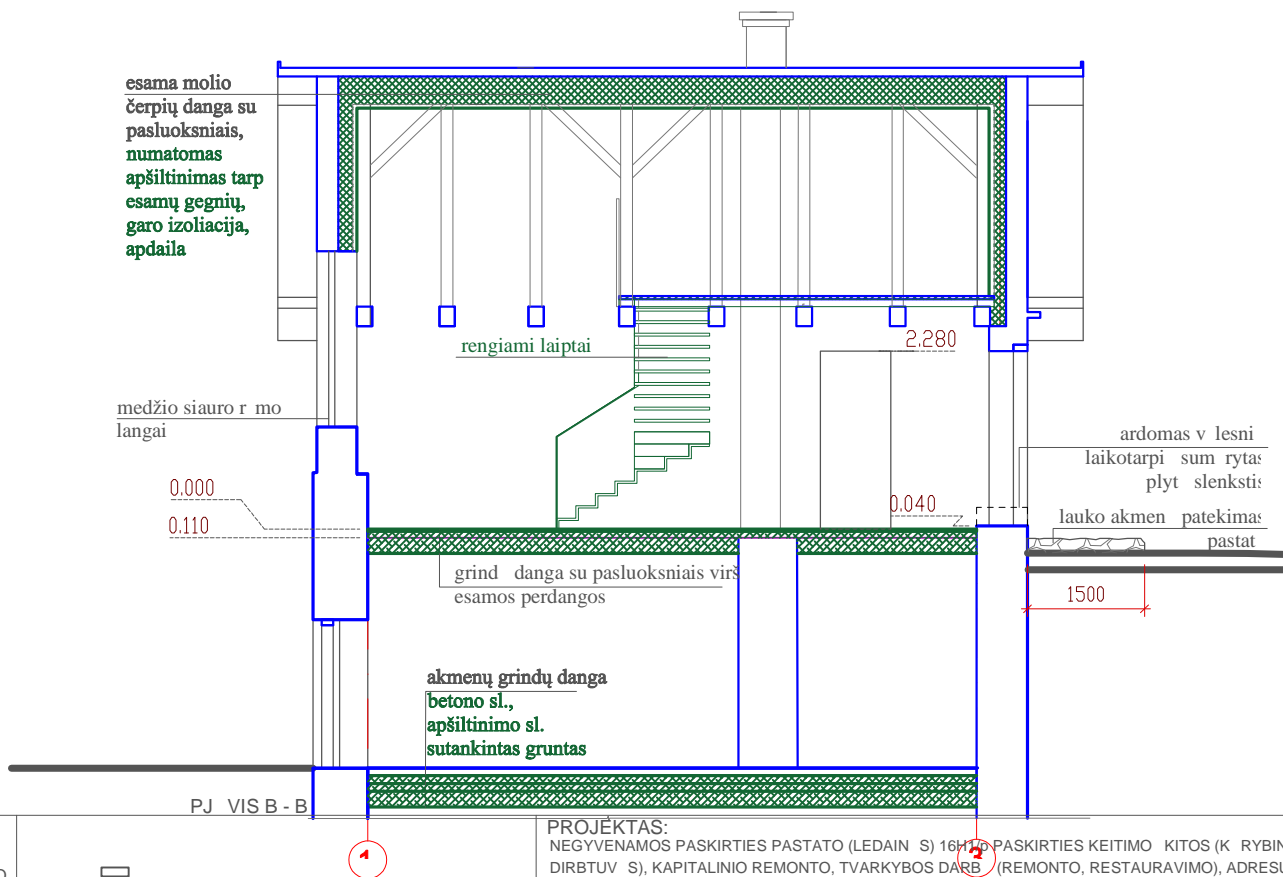 esama molio
čerpių danga su
pasluoksniais,
numatomas
apšiltinimas tarp
esamų gegnių,
garo izoliacija,
apdaila
2.280
rengiami laiptai
medžio siauro r mo
langai
ardomas v lesni
laikotarpi sum rytas
plyt slenkstis
0.000
0.110
0.040
lauko akmen patekimas
pastat
grind danga su pasluoksniais virš
esamos perdangos
1500
akmenų grindų danga
betono sl.,
apšiltinimo sl.
sutankintas gruntas
PJ VIS B - B
PROJEKTAS:
NEGYVENAMOS PASKIRTIES PASTATO (LEDAIN S) 16H1/p PASKIRTIES KEITIMO KITOS (K RYBIN
DIRBTUV S), KAPITALINIO REMONTO, TVARKYBOS DARB (REMONTO, RESTAURAVIMO), ADRESU
1